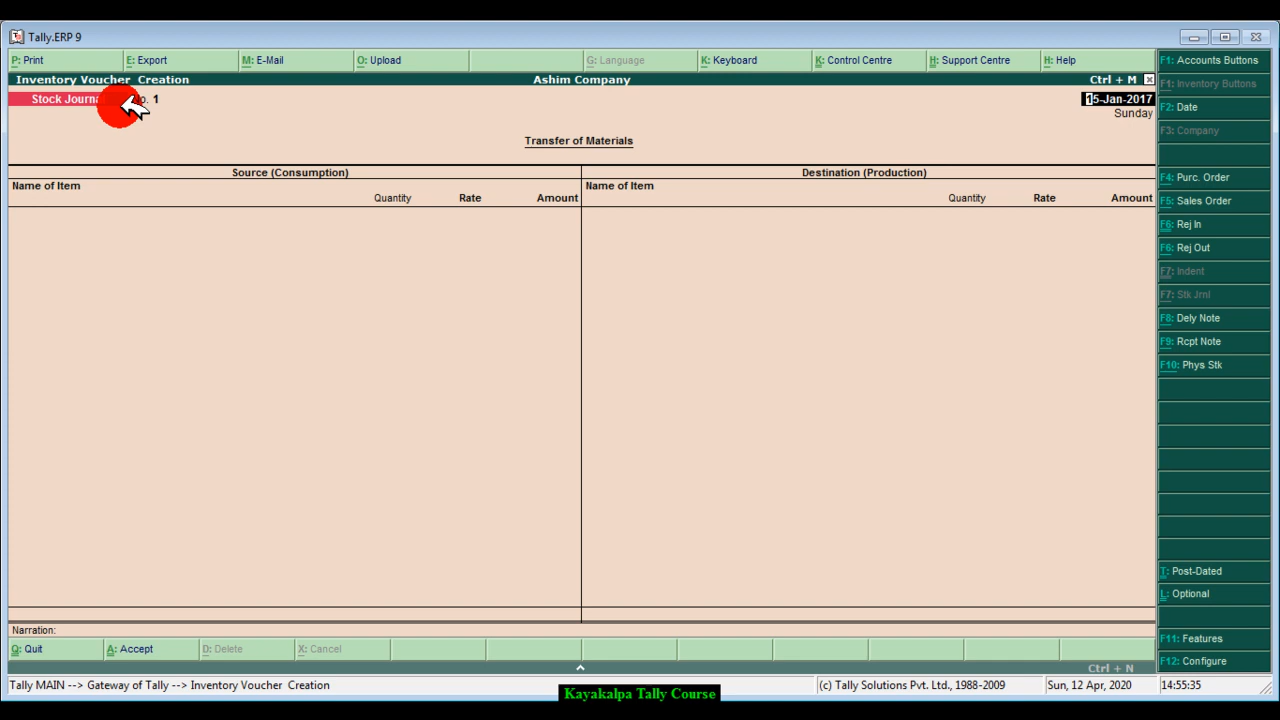 Tally.ERP 9
P: Print E: Export M: E-Mail O: Upload G: Language K: Keyboard K: Control Centre H: Support Centre H: Help
Inventory Voucher Creation Ashim Company Ctrl + M
Stock Journa 1 15-Jan-2017
Sunday
Transfer of Materials
Source (Consumption) Destination (Production)
Name of Item Name of Item
Quantity Rate Amount Quantity Rate Amount
Narration:
Q: Quit A: Accept D: Delete X: Cancel
Ctrl + N
F1: Accounts Buttons
F1: Inventory Buttons
F2: Date
F3: Company
F4: Purc. Order
F5: Sales Order
F6: Rej In
F6: Rej Out
F7: Indent
F7: Stk Jrnl
F8: Dely Note
F9: Rcpt Note
F10: Phys Stk
T: Post-Dated
L: Optional
F11: Features
F12: Configure
Tally MAIN --> Gateway of Tally --> Inventory Voucher Creation (c) Tally Solutions Pvt. Ltd., 1988-2009 Sun, 12 Apr, 2020 14:55:35
Kayakalpa Tally Course